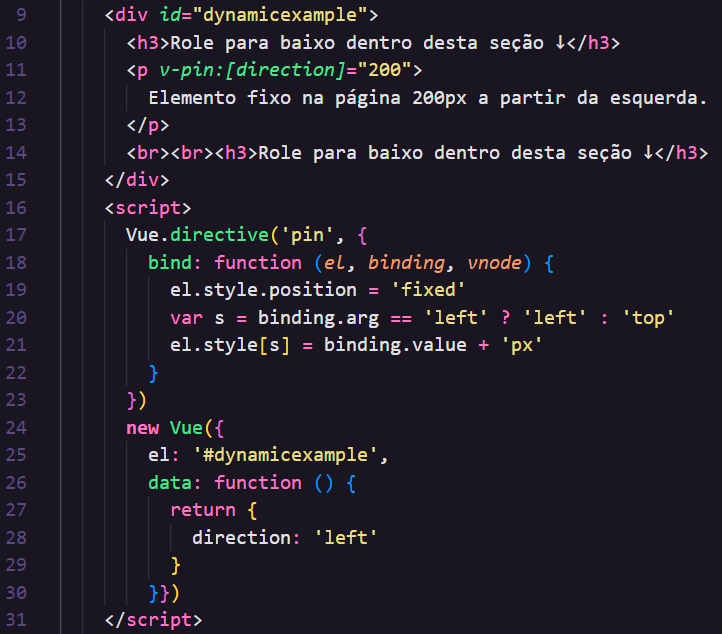 9 <div id="dynamicexample">
10 <h3>Role para baixo dentro desta seção ↓</h3>
11 <p v-pin:[direction]="200">
12 Elemento fixo na página 200px a partir da esquerda.
13 </p>
14 <br><br><h3>Role para baixo dentro desta seção ↓</h3>
15 </div>
16 <script>
17 Vue.directive('pin', {
18 bind: function (el, binding, vnode) {
19 el.style.position = 'fixed'
20 var s = binding.arg == 'left' ? 'left' : 'top'
21 el.style[s] = binding.value + 'px'
22 }
23 })
24 new Vue({
25 el: '#dynamicexample',
26 data: function () {
27 return {
28 direction: 'left'
29 }
30 }})
31 </script>